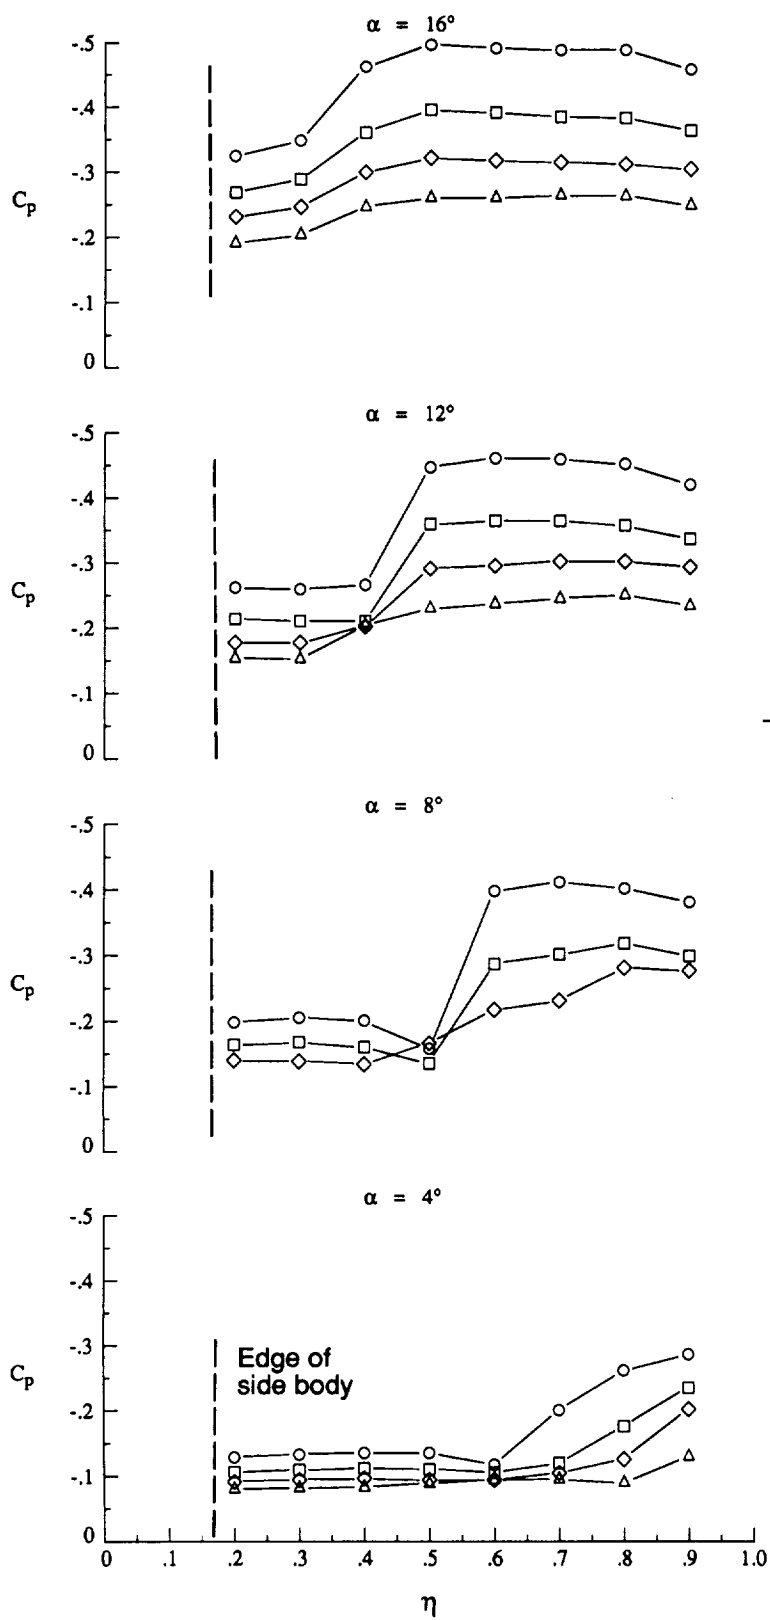 α = 16°
-.5
-.4
-.3
Cp
-.2
-.1
0
α = 12°
-.5
-.4
-.3
Cp
-.2
-.1
0
α = 8°
-.5
-.4
-.3
Cp
-.2
-.1
0
α = 4°
-.5
-.4
-.3
Edge of
side body
Cp
-.2
-.1
0
0 .1 .2 .3 .4 .5 .6 .7 .8 .9 1.0
η